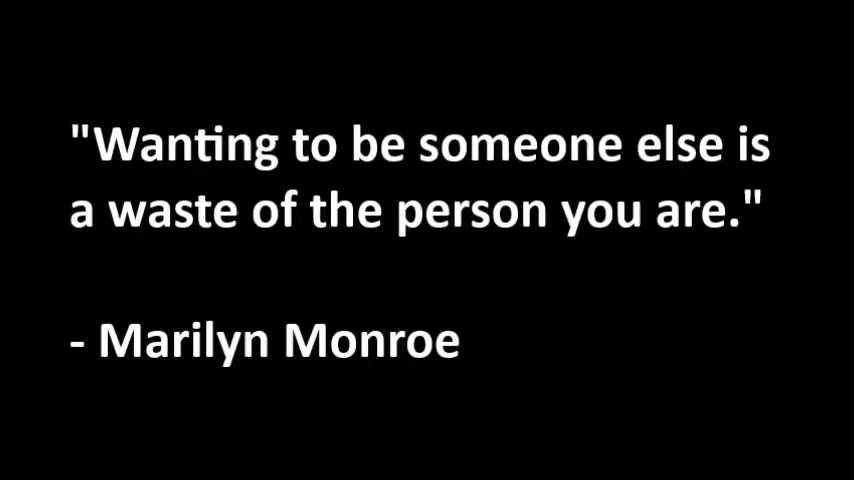 "Wanting to be someone else is
a waste of the person you are."
- Marilyn Monroe